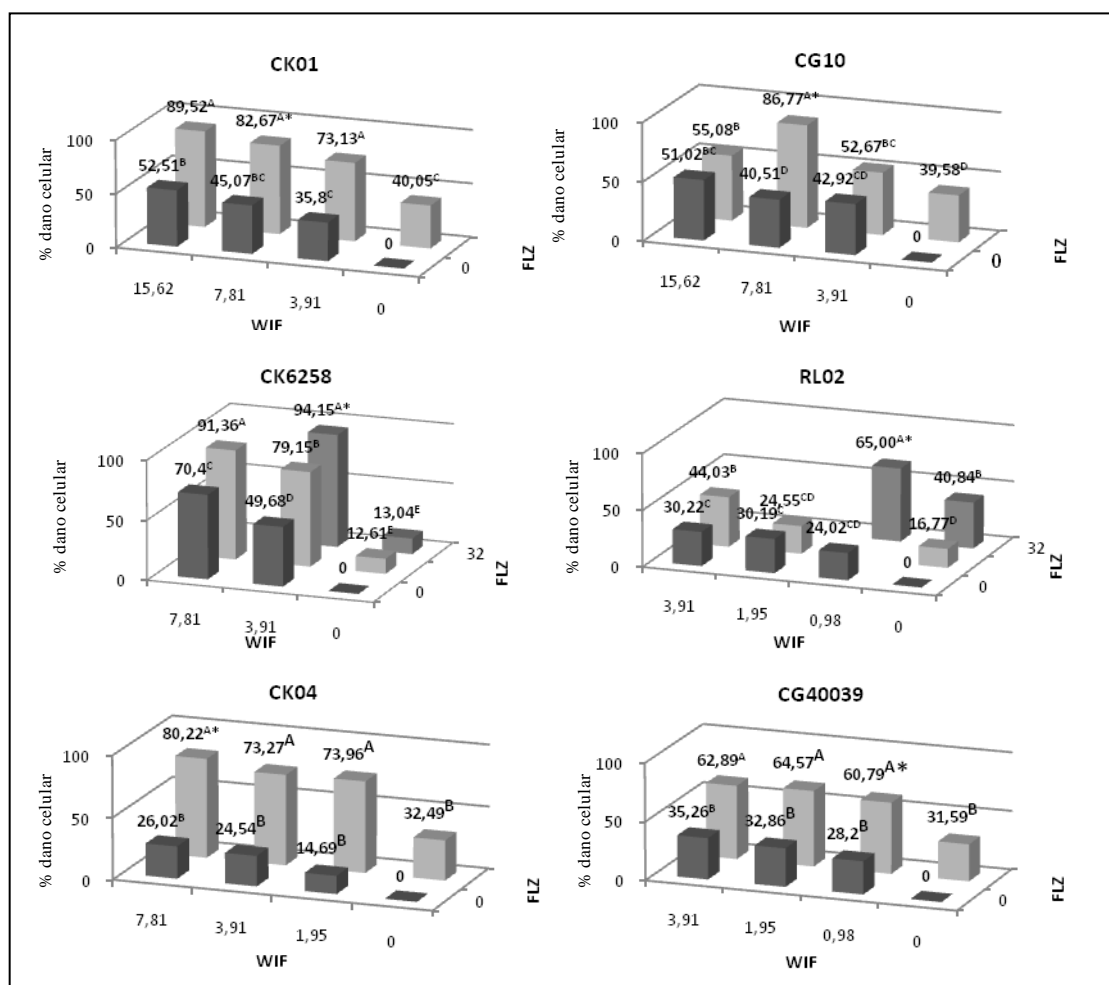 CK01
% dano celular
100
50
0
89,52A
82,67A*
73,13A
40,05C
52,51B
45,07BC
35,8C
0
15,62
7,81
3,91
0
0
WIF
FLZ
CG10
% dano celular
100
50
0
55,08B
86,77A*
52,67BC
39,58D
51,02BC
40,51D
42,92CD
0
15,62
7,81
3,91
0
0
WIF
FLZ
CK6258
% dano celular
100
50
0
94,15A*
91,36A
79,15B
13,04E
70,4C
49,68D
12,61E
0
7,81
3,91
0
0
32
WIF
FLZ
RL02
% dano celular
100
50
0
65,00A*
40,84B
44,03B
24,55CD
16,77D
30,22C
30,19C
24,02CD
0
3,91
1,95
0,98
0
0
32
WIF
FLZ
CK04
% dano celular
100
50
0
80,22A*
73,27A
73,96A
32,49B
26,02B
24,54B
14,69B
0
7,81
3,91
1,95
0
0
WIF
FLZ
CG40039
% dano celular
100
50
0
62,89A
64,57A
60,79A*
31,59B
35,26B
32,86B
28,2B
0
3,91
1,95
0,98
0
0
WIF
FLZ